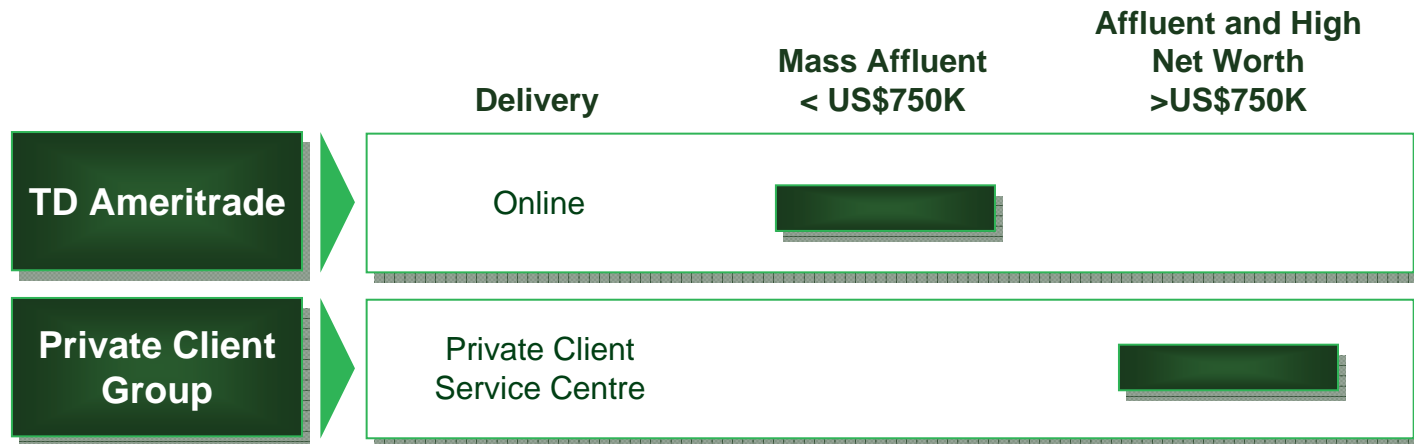 Delivery
Mass Affluent
< US$750K
Affluent and High
Net Worth
>US$750K
TD Ameritrade
Online
Private Client
Group
Private Client
Service Centre